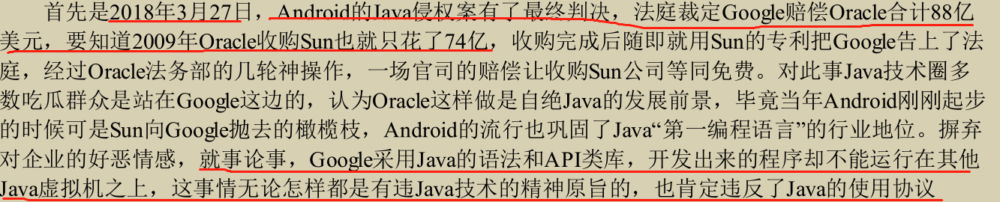 首先是2018年3月27日，Android的Java侵权案有了最终判决，法庭裁定Google赔偿Oracle合计88亿
美元，要知道2009年Oracle收购Sun也就只花了74亿，收购完成后随即就用Sun的专利把Google告上了法
庭，经过Oracle法务部的几轮神操作，一场官司的赔偿让收购Sun公司等同免费。对此事Java技术圈多
数吃瓜群众是站在Google这边的，认为Oracle这样做是自绝Java的发展前景，毕竟当年Android刚刚起步
的时候可是Sun向Google抛去的橄榄枝，Android的流行也巩固了Java“第一编程语言”的行业地位。摒弃
对企业的好恶情感，就事论事，Google采用Java的语法和API类库，开发出来的程序却不能运行在其他
Java虚拟机之上，这事情无论怎样都是有违Java技术的精神原旨的，也肯定违反了Java的使用协议